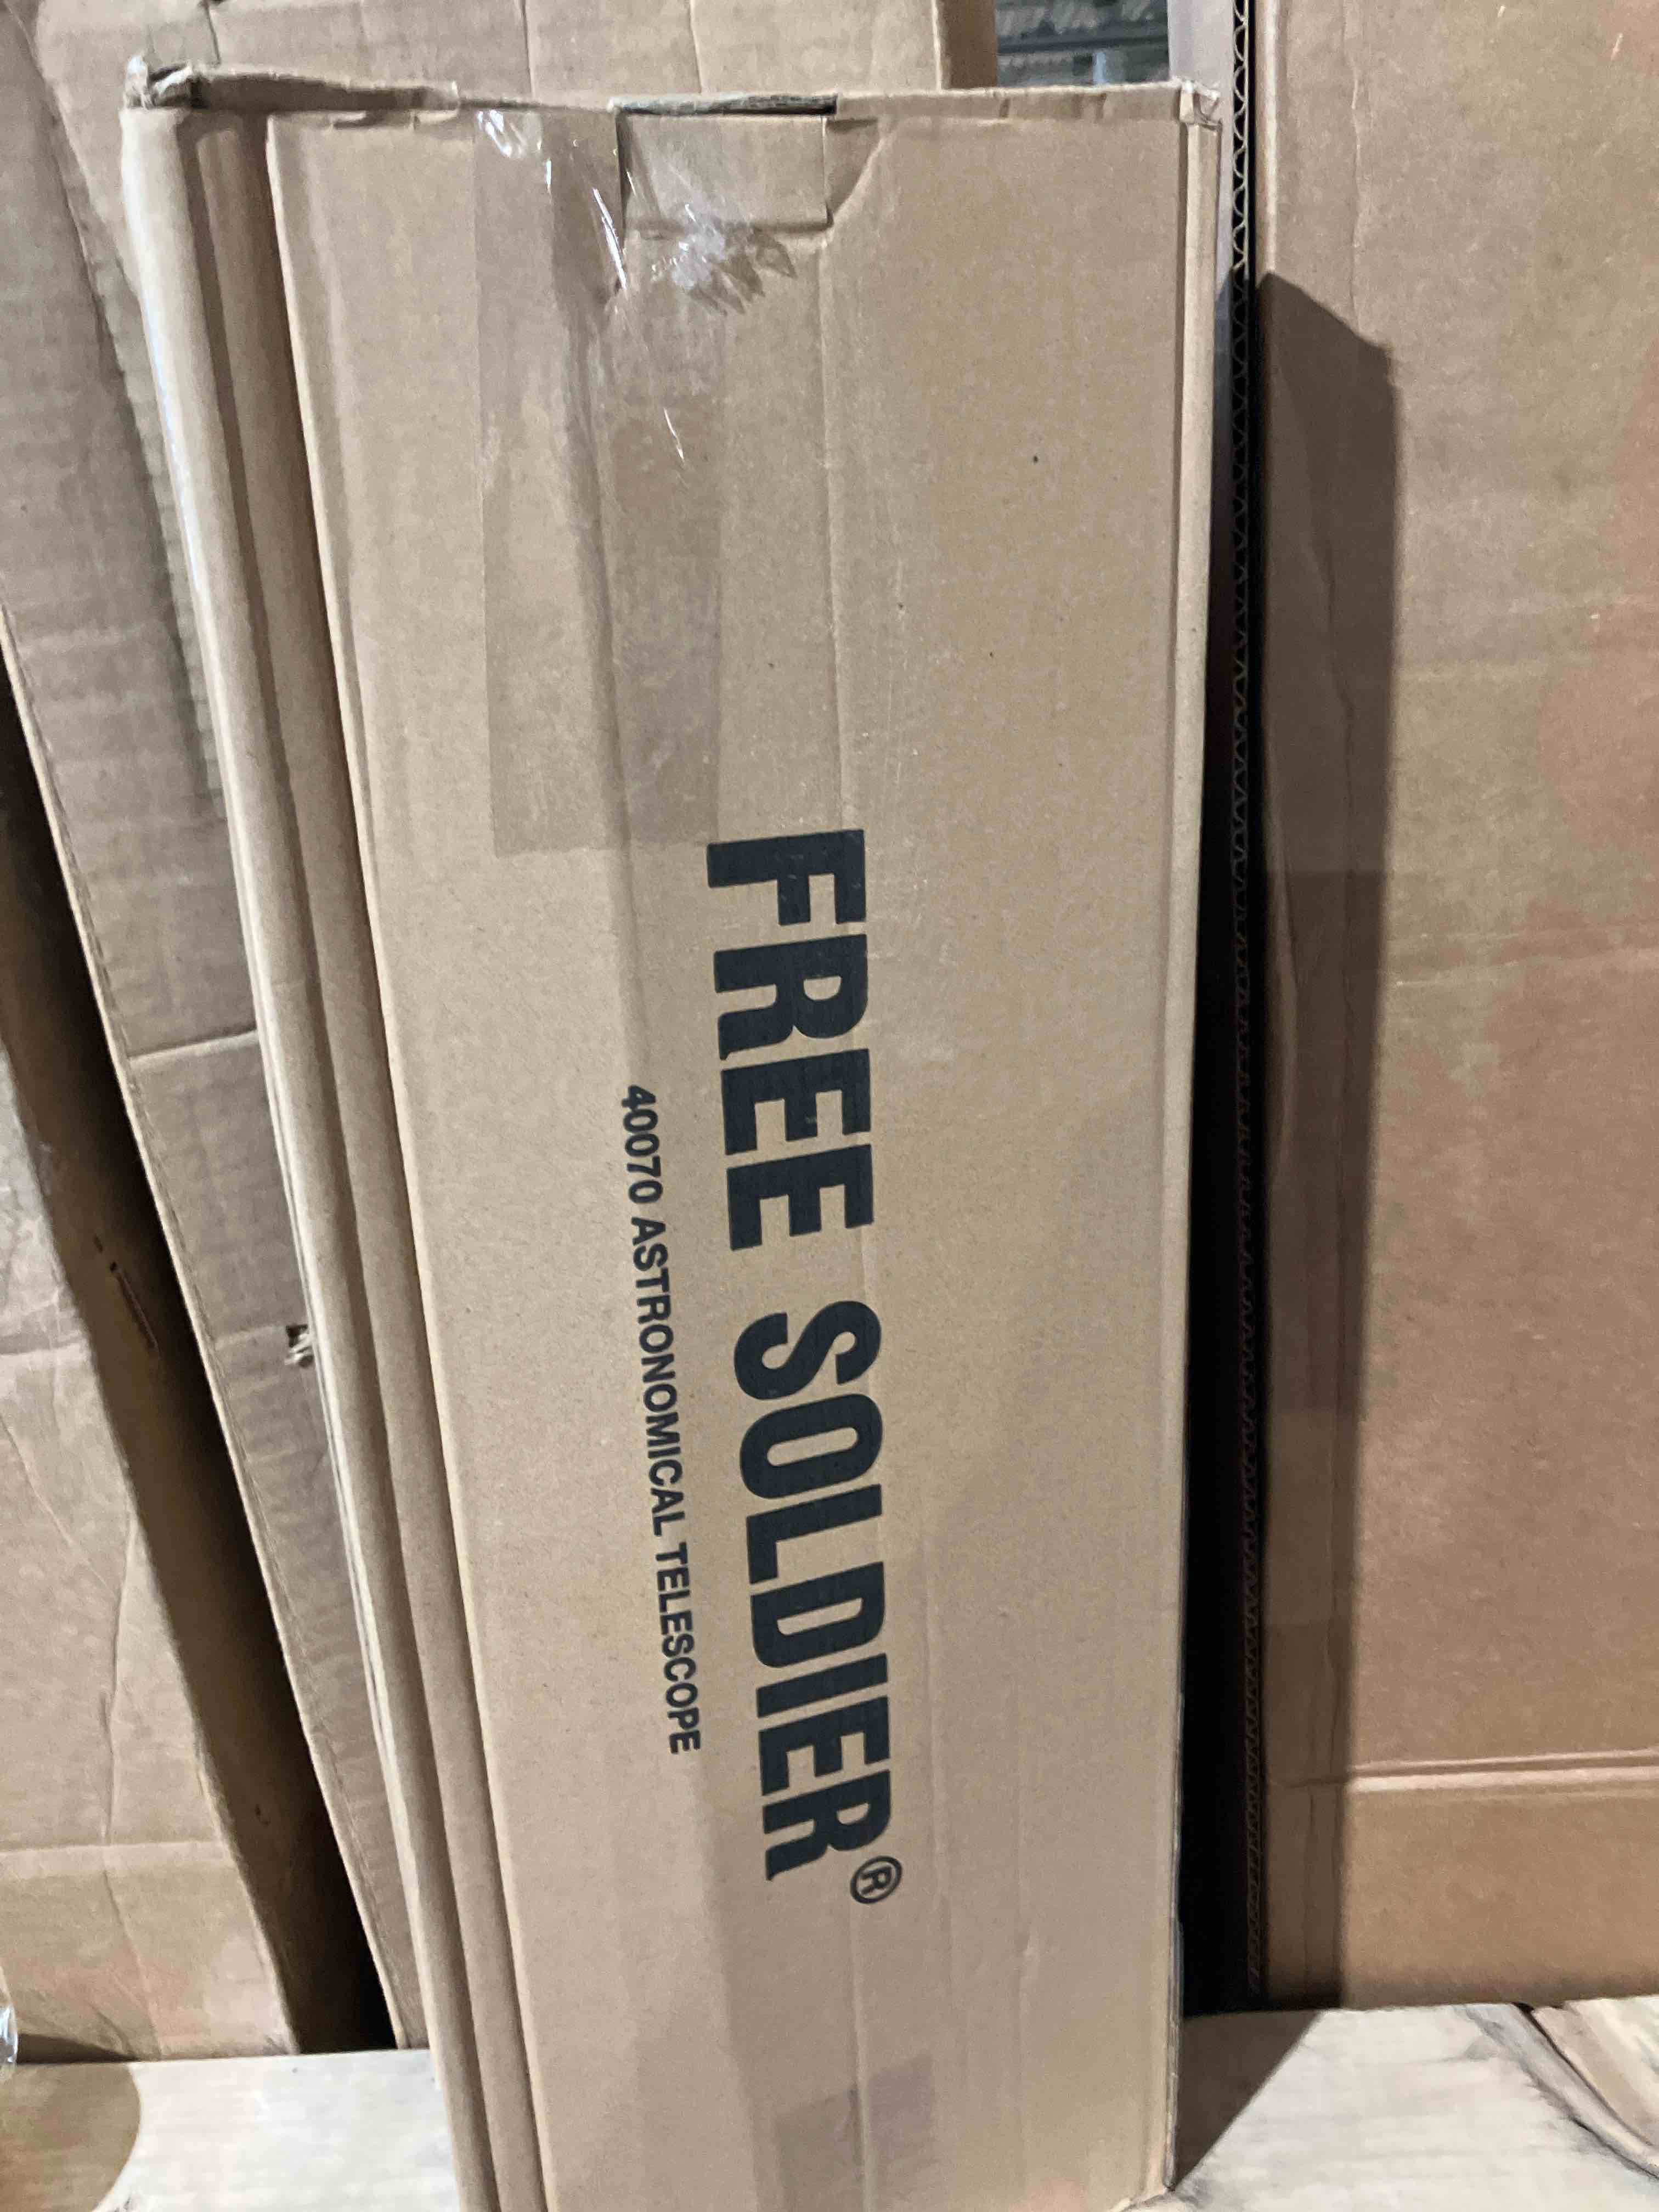 FREE SOLDIER®
40070 ASTRONOMICAL TELESCOPE